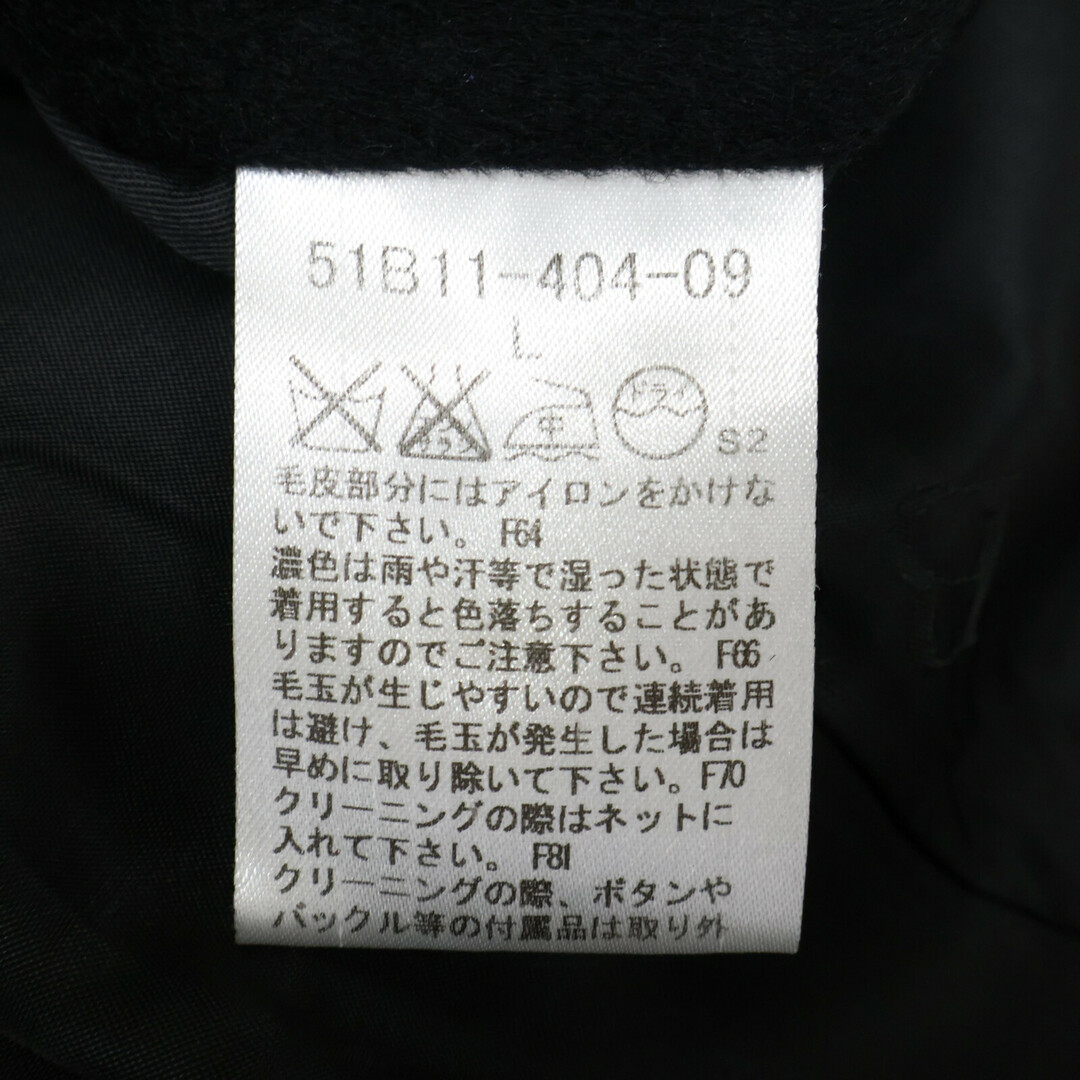 51B11-404-09
L
サラシ 中 ドライ S2
毛皮部分にはアイロンをかけな
いで下さい。 F64
濃色は雨や汗等で湿った状態で
着用すると色落ちすることがあ
りますのでご注意下さい。 F66
毛玉が生じやすいので連続着用
は避け、毛玉が発生した場合は
早めに取り除いて下さい。F70
クリーニングの際はネットに
入れて下さい。 F81
クリーニングの際、ボタンや
バックル等の付属品は取り外